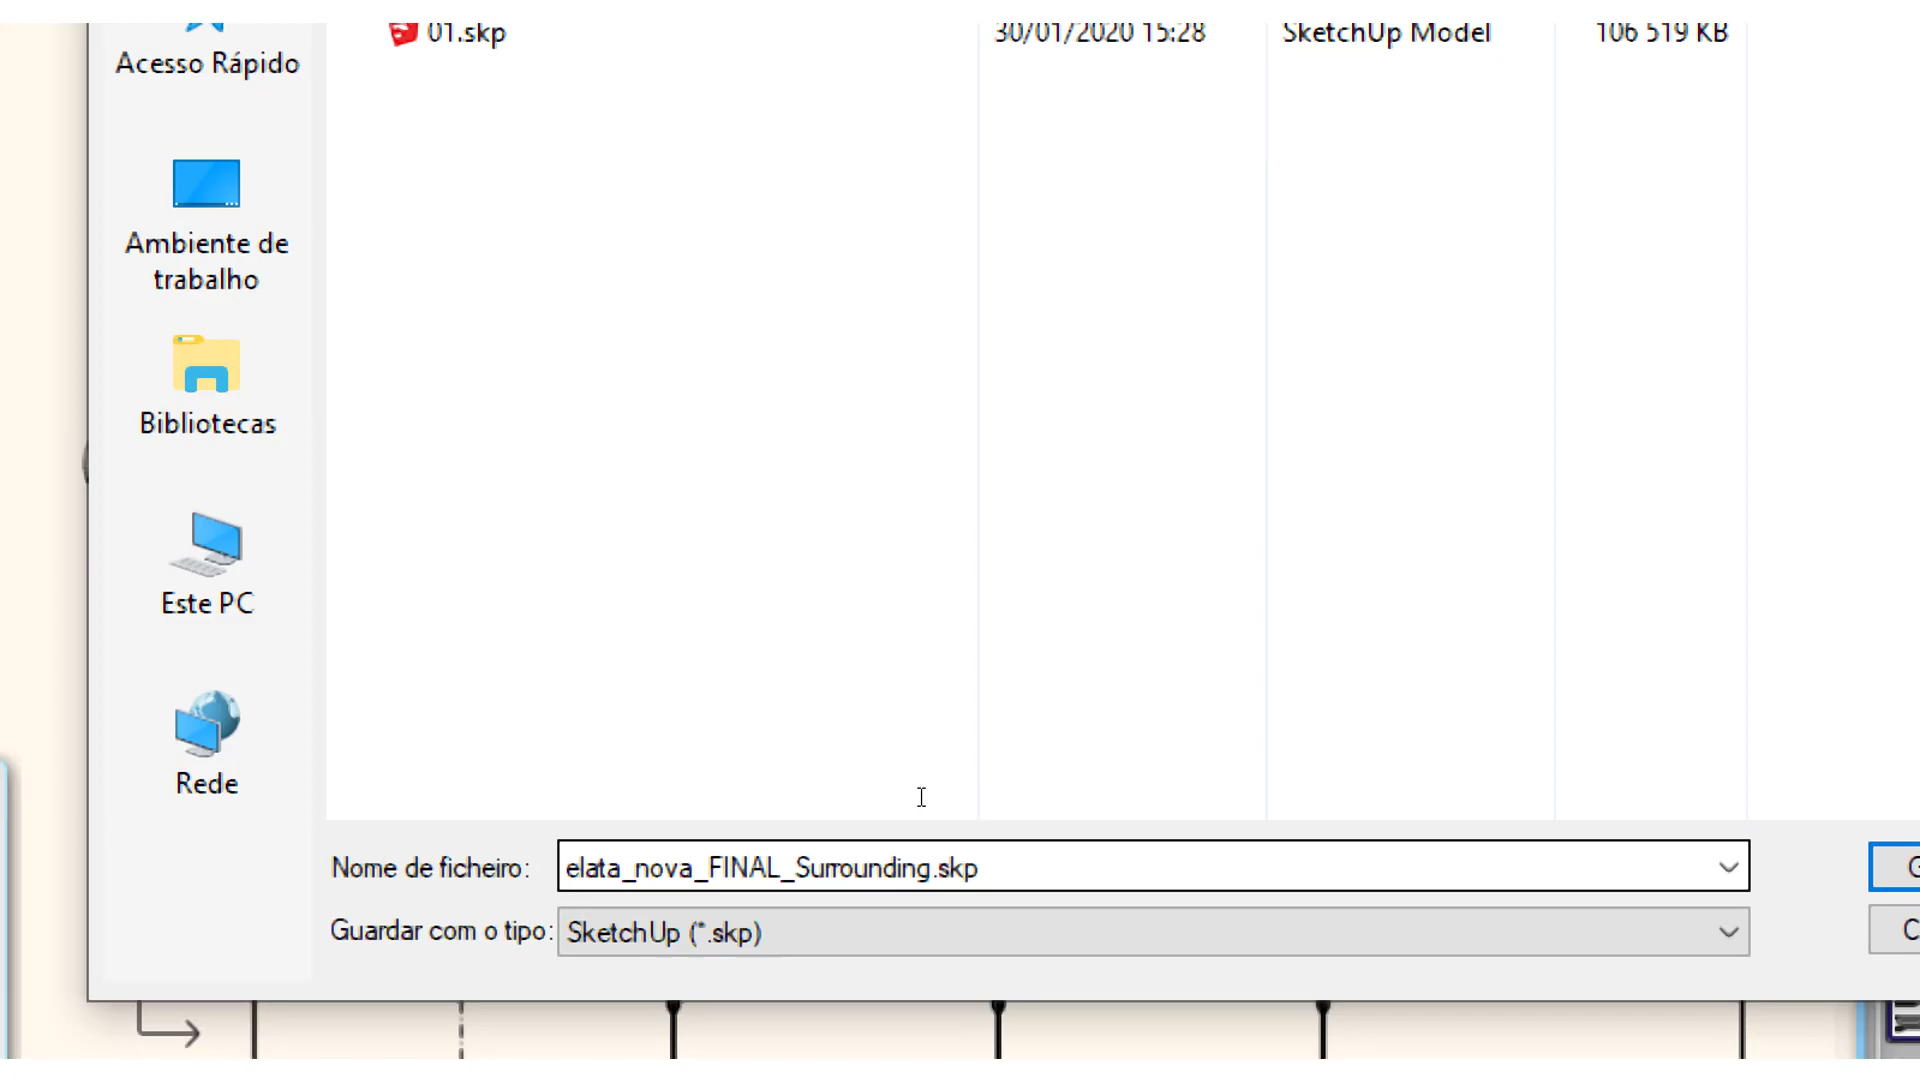 01.skp 30/01/2020 15:28 SketchUp Model 106 519 KB
Acesso Rápido
Ambiente de
trabalho
Bibliotecas
Este PC
Rede
Nome de ficheiro: elata_nova_FINAL_Surrounding.skp
Guardar com o tipo: SketchUp (*.skp)